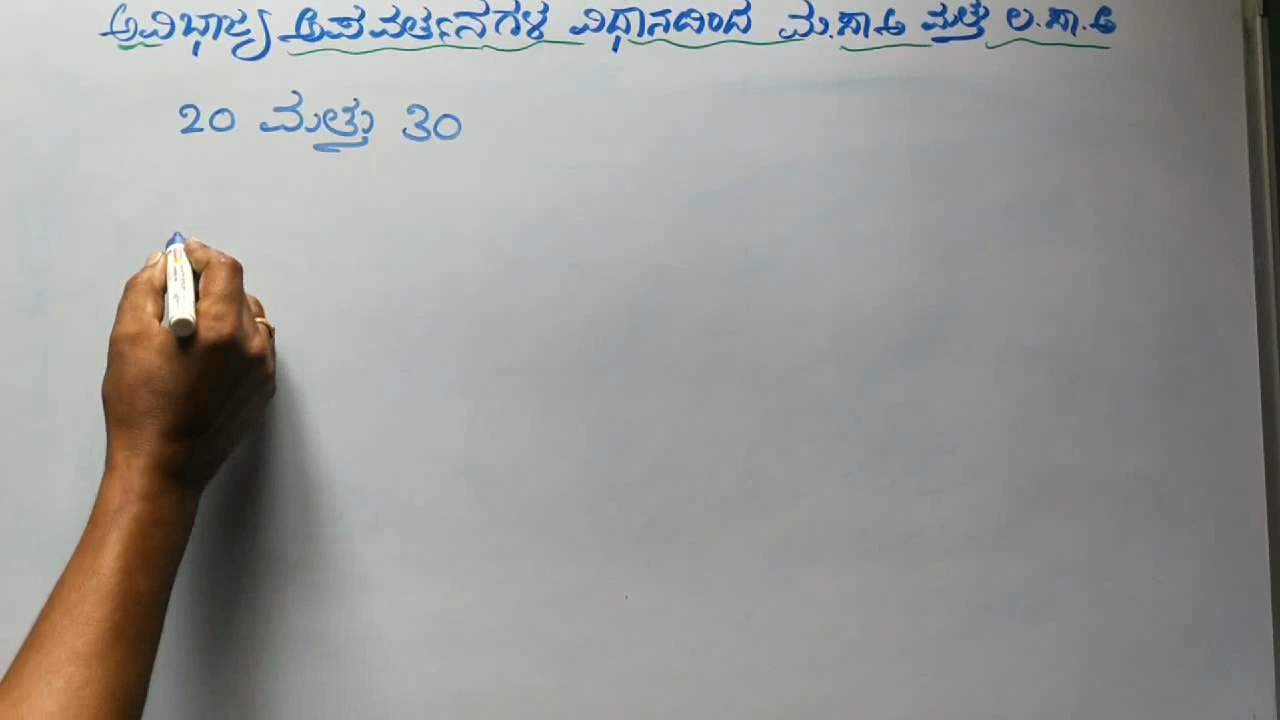 ಅವಿಭಾಜ್ಯ ಅಪವರ್ತನಗಳ ವಿಧಾನದಿಂದ ಮ.ಸಾ.ಅ ಮತ್ತು ಲ.ಸಾ.ಅ
20 ಮತ್ತು 30